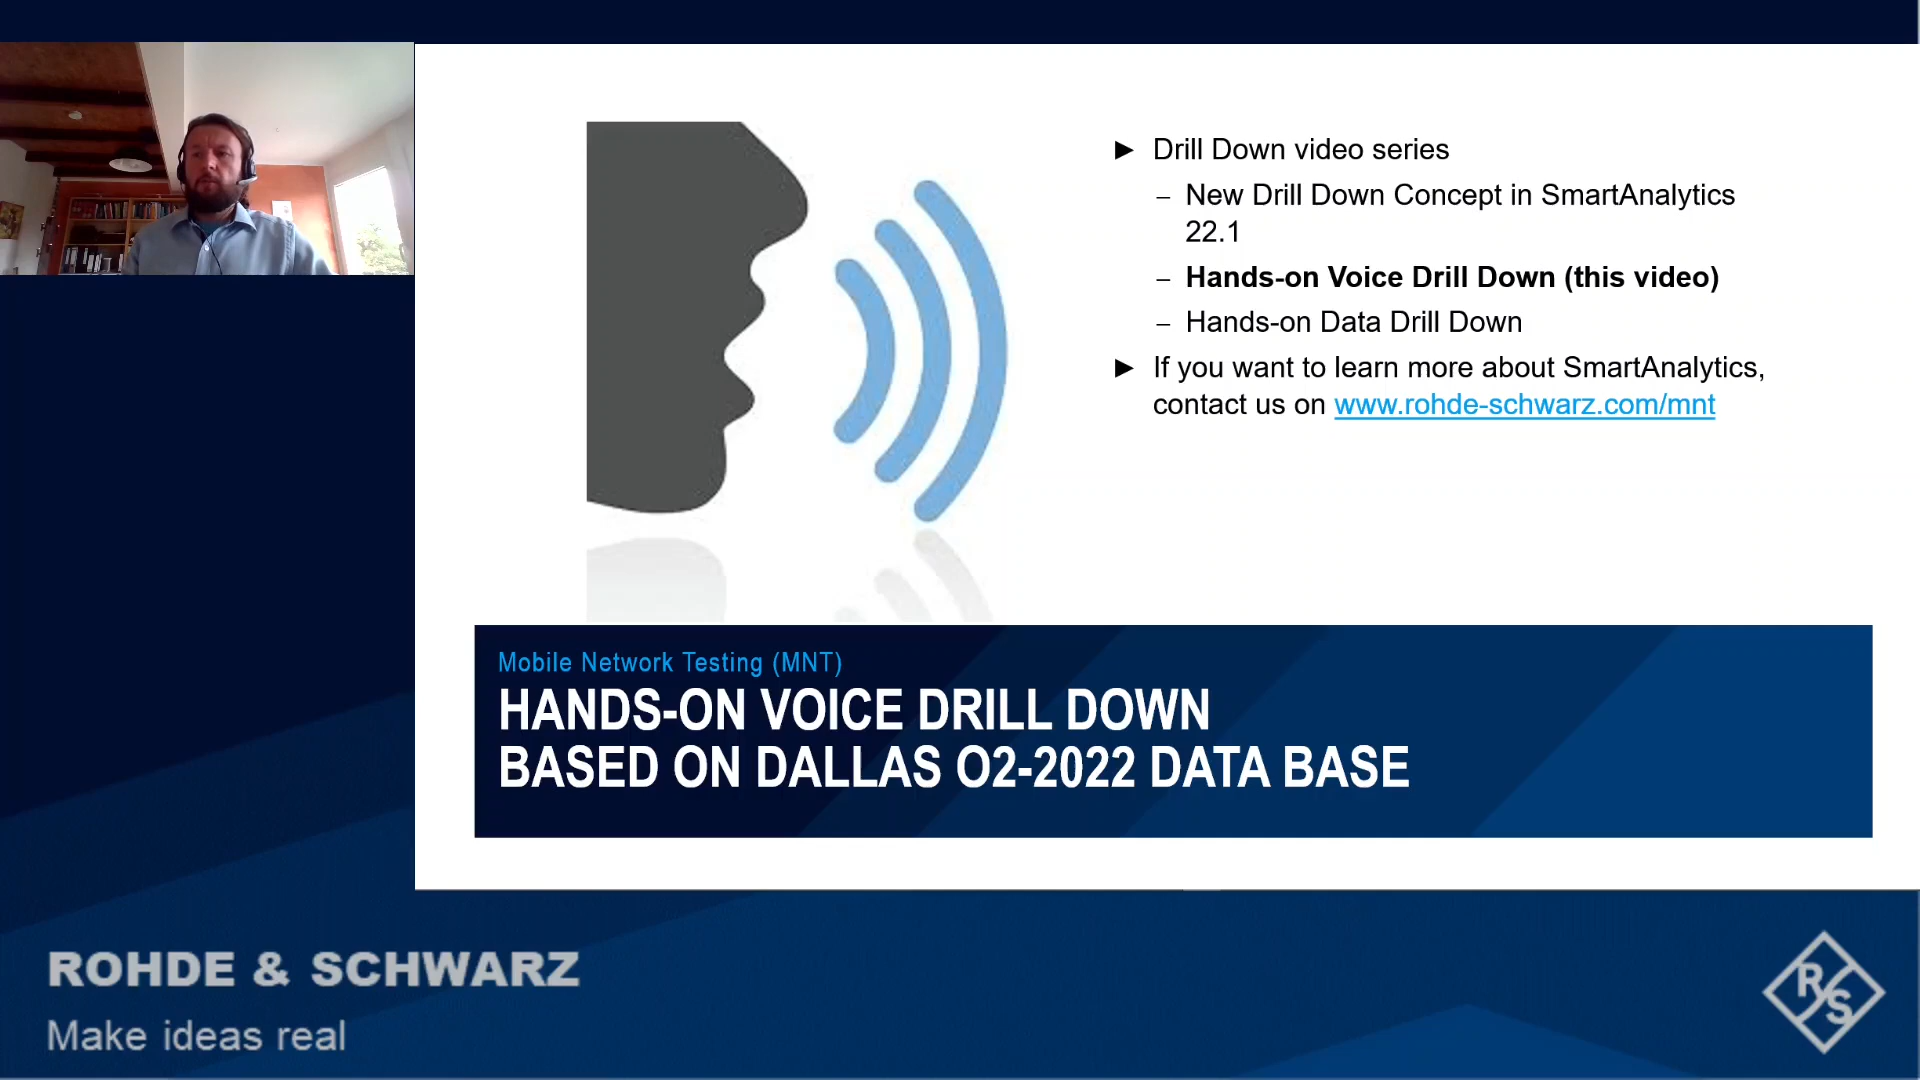 ► Drill Down video series
– New Drill Down Concept in SmartAnalytics
22.1
– Hands-on Voice Drill Down (this video)
– Hands-on Data Drill Down
► If you want to learn more about SmartAnalytics,
contact us on www.rohde-schwarz.com/mnt
Mobile Network Testing (MNT)
HANDS-ON VOICE DRILL DOWN
BASED ON DALLAS O2-2022 DATA BASE
ROHDE & SCHWARZ
Make ideas real
R S